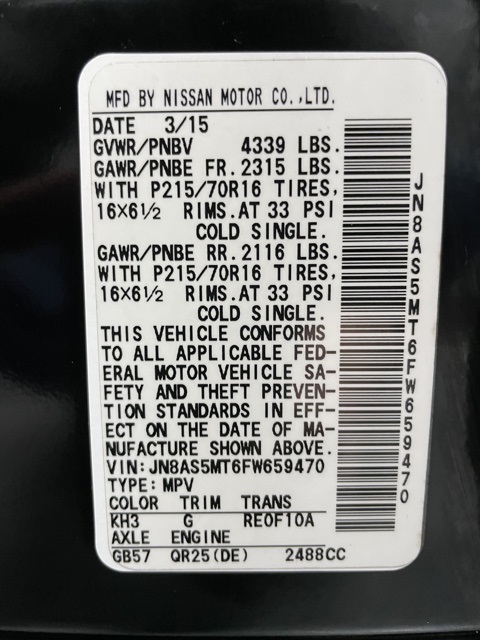 MFD BY NISSAN MOTOR CO.,LTD.
DATE 3/15
GVWR/PNBV 4339 LBS.
GAWR/PNBE FR. 2315 LBS.
WITH P215/70R16 TIRES,
16X6½ RIMS.AT 33 PSI
COLD SINGLE.
GAWR/PNBE RR. 2116 LBS.
WITH P215/70R16 TIRES,
16X6½ RIMS.AT 33 PSI
COLD SINGLE.
THIS VEHICLE CONFORMS
TO ALL APPLICABLE FED-
ERAL MOTOR VEHICLE SA-
FETY AND THEFT PREVEN-
TION STANDARDS IN EFF-
ECT ON THE DATE OF MA-
NUFACTURE SHOWN ABOVE.
VIN:JN8AS5MT6FW659470
TYPE:MPV
COLOR TRIM TRANS
KH3 G RE0F10A
AXLE ENGINE
GB57 QR25(DE) 2488CC
JN8AS5MT6FW659470